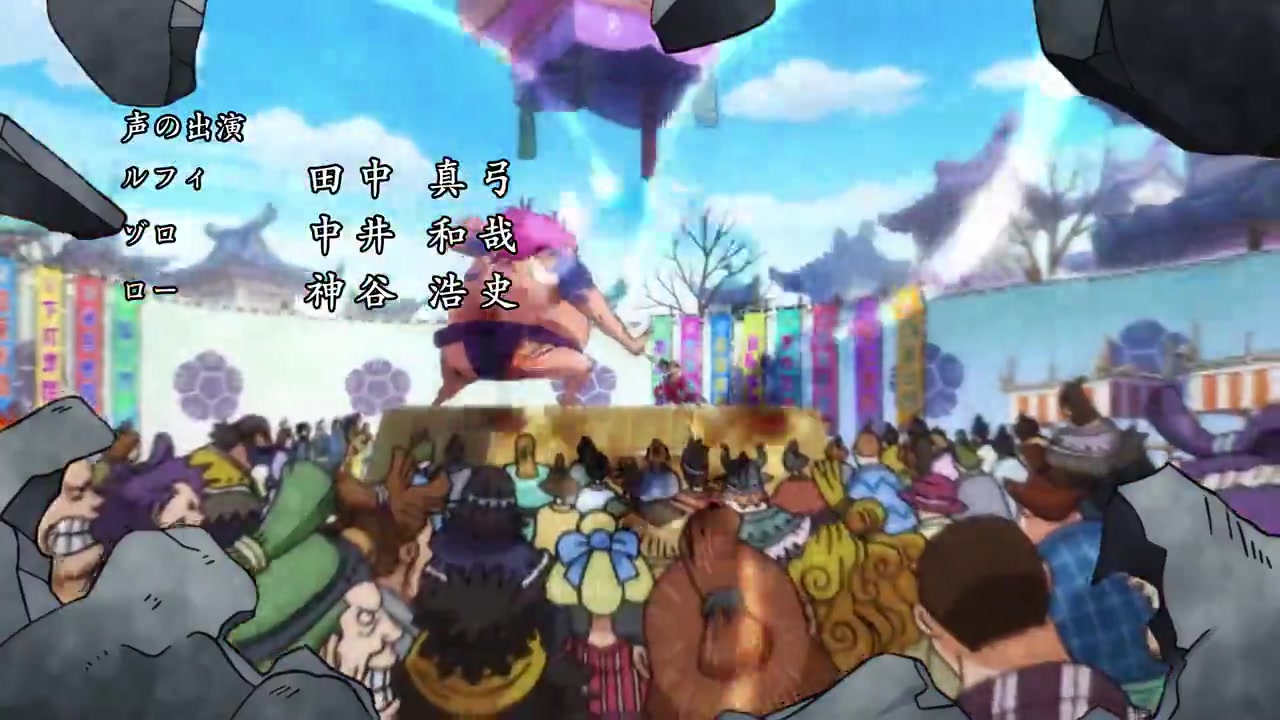 声の出演
ルフィ 田中 真弓
ゾロ 中井 和哉
ロー 神谷 浩史